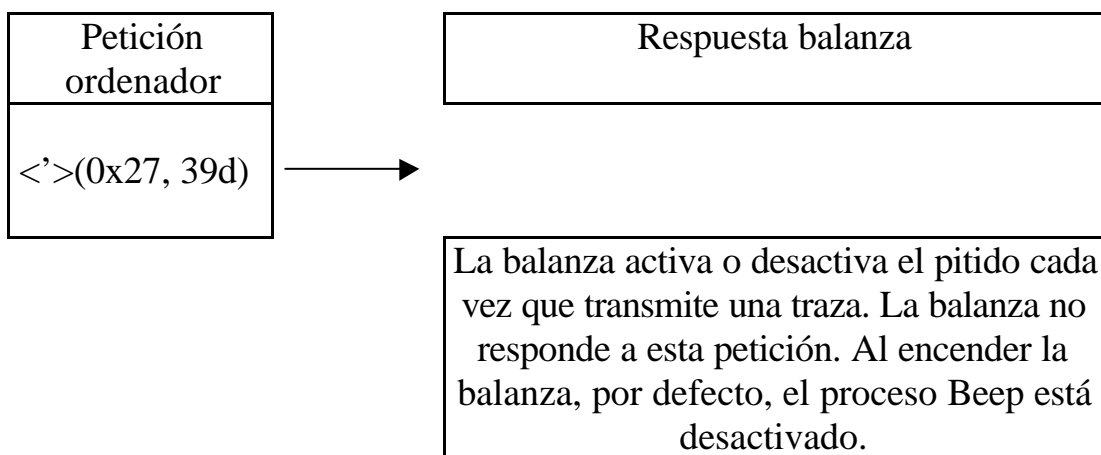 Petición
ordenador
Respuesta balanza
<’>(0x27, 39d)
La balanza activa o desactiva el pitido cada
vez que transmite una traza. La balanza no
responde a esta petición. Al encender la
balanza, por defecto, el proceso Beep está
desactivado.